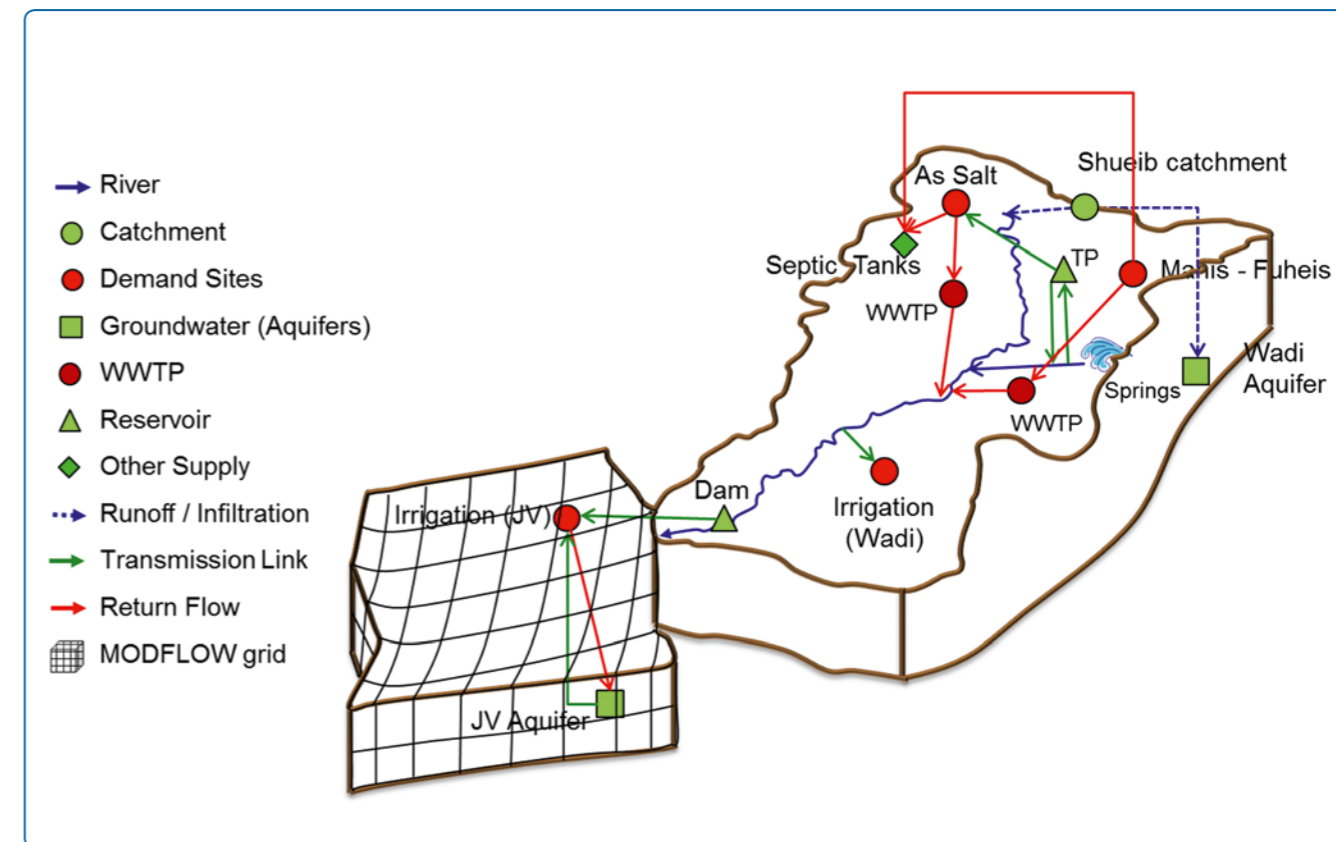 River
Catchment
Demand Sites
Groundwater (Aquifers)
WWTP
Reservoir
Other Supply
Runoff / Infiltration
Transmission Link
Return Flow
MODFLOW grid
Shueib catchment
As Salt
Septic Tanks
TP
Mahis - Fuheis
WWTP
Wadi
Aquifer
Springs
WWTP
Dam
Irrigation
(Wadi)
Irrigation (JV)
JV Aquifer